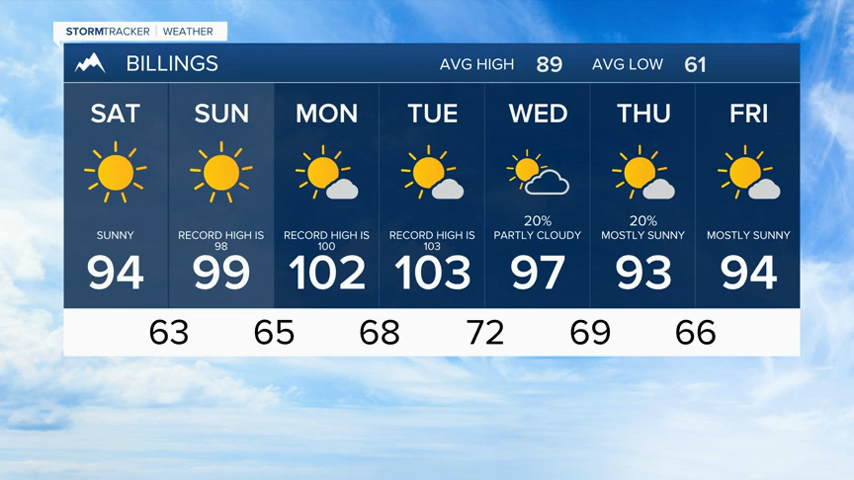 STORMTRACKER | WEATHER
BILLINGS AVG HIGH 89 AVG LOW 61
SAT SUN MON TUE WED THU FRI
20% 20%
SUNNY RECORD HIGH IS RECORD HIGH IS RECORD HIGH IS PARTLY CLOUDY MOSTLY SUNNY MOSTLY SUNNY
98 100 103
94 99 102 103 97 93 94
63 65 68 72 69 66